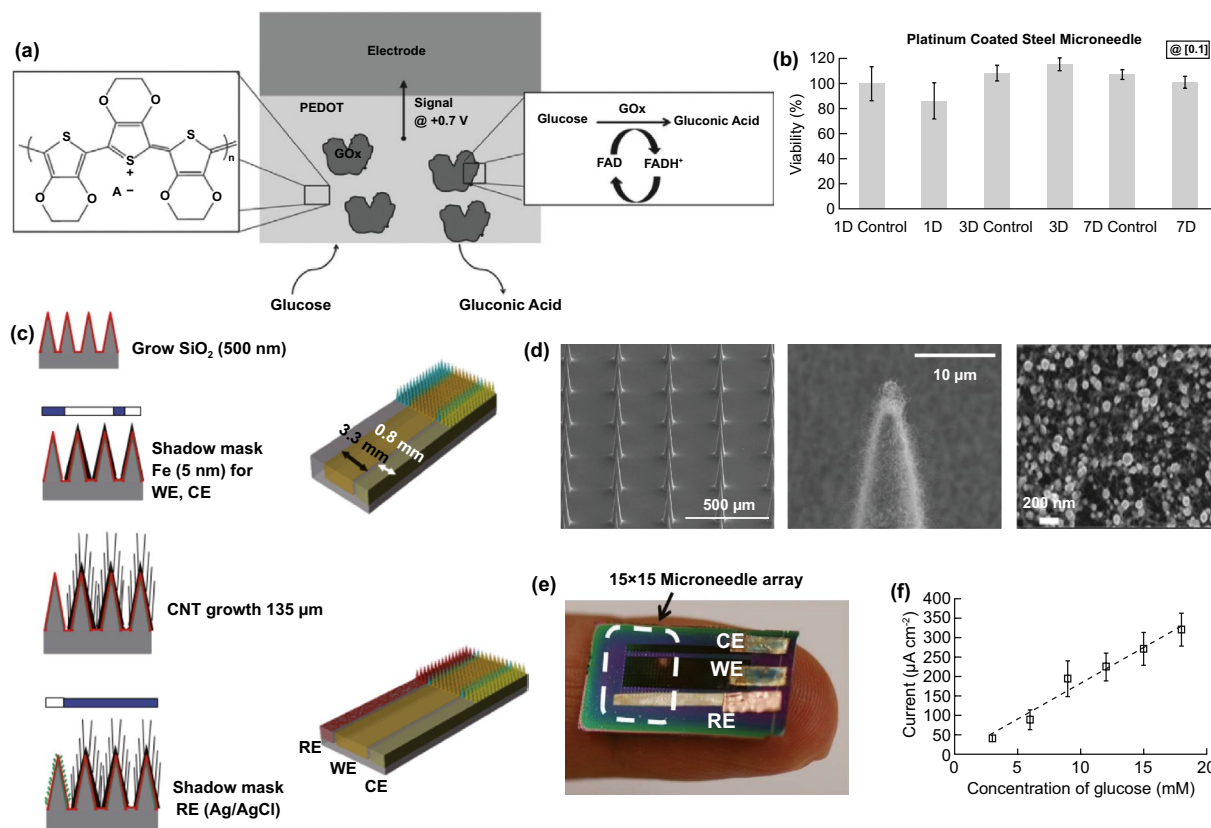 (a)
Electrode
PEDOT
Signal
@ +0.7 V
GOx
O
O
S
S
n
S
+
A −
O
O
O
O
GOx
Glucose
Gluconic Acid
FAD
FADH⁺
Glucose
Gluconic Acid
(b)
Platinum Coated Steel Microneedle
@ [0.1]
Viability (%)
120
100
80
60
40
20
0
1D Control
1D
3D Control
3D
7D Control
7D
(c)
Grow SiO₂ (500 nm)
Shadow mask
Fe (5 nm) for
WE, CE
3.3 mm
0.8 mm
CNT growth 135 µm
Shadow mask
RE (Ag/AgCl)
RE
WE
CE
(d)
500 µm
10 µm
200 nm
(e)
15×15 Microneedle array
CE
WE
RE
(f)
Current (µA cm⁻²)
400
350
300
250
200
150
100
50
0
0
5
10
15
20
Concentration of glucose (mM)